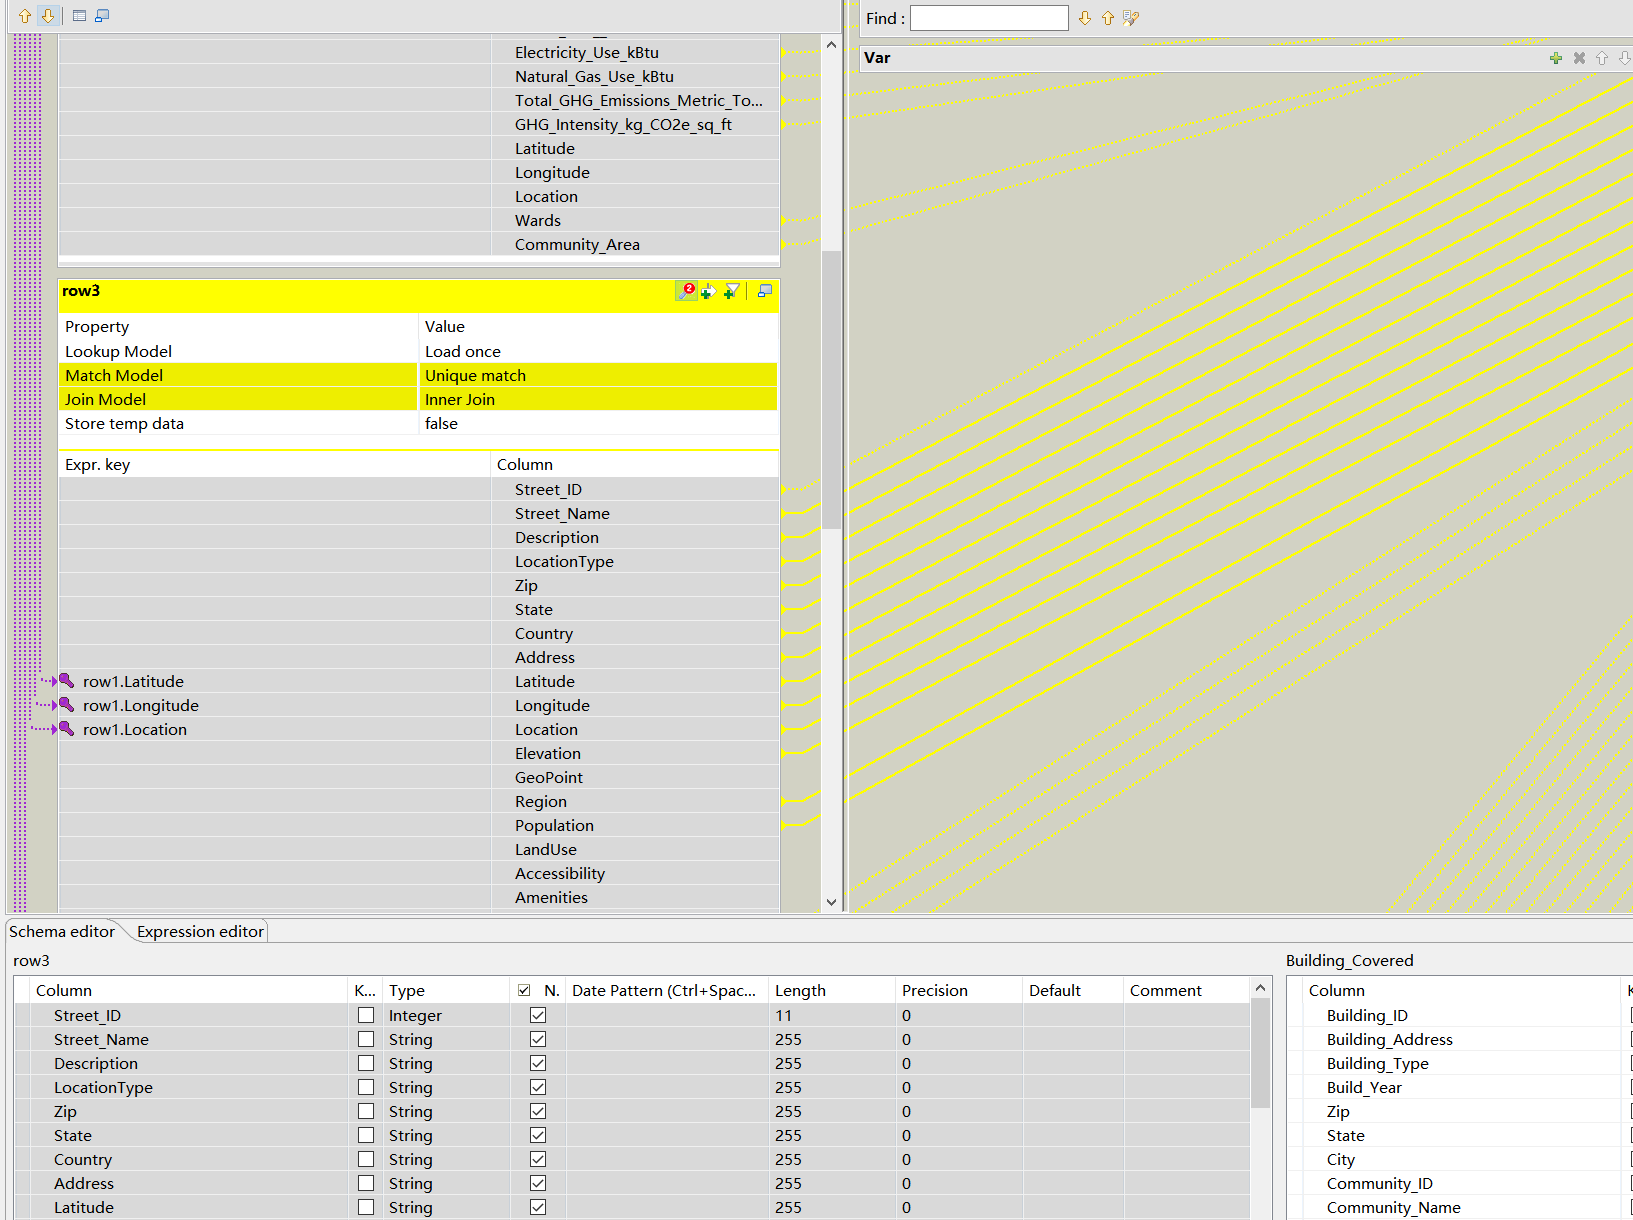 Find :
Var
Electricity_Use_kBtu
Natural_Gas_Use_kBtu
Total_GHG_Emissions_Metric_To...
GHG_Intensity_kg_CO2e_sq_ft
Latitude
Longitude
Location
Wards
Community_Area
row3
Property Value
Lookup Model Load once
Match Model Unique match
Join Model Inner Join
Store temp data false
Expr. key Column
Street_ID
Street_Name
Description
LocationType
Zip
State
Country
Address
row1.Latitude Latitude
row1.Longitude Longitude
row1.Location Location
Elevation
GeoPoint
Region
Population
LandUse
Accessibility
Amenities
Schema editor Expression editor
row3
Column K... Type N. Date Pattern (Ctrl+Spac... Length Precision Default Comment
Street_ID Integer 11 0
Street_Name String 255 0
Description String 255 0
LocationType String 255 0
Zip String 255 0
State String 255 0
Country String 255 0
Address String 255 0
Latitude String 255 0
Building_Covered
Column
Building_ID
Building_Address
Building_Type
Build_Year
Zip
State
City
Community_ID
Community_Name